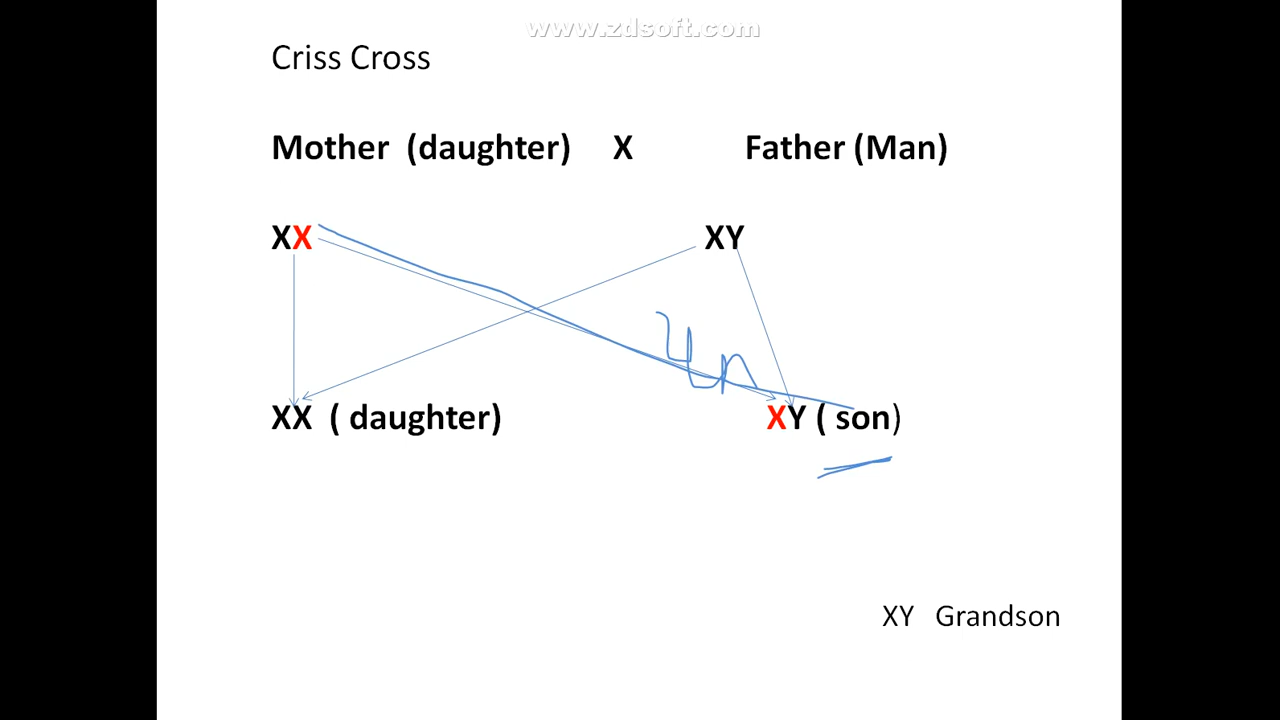 www.zdsoft.com
Criss Cross
Mother (daughter) X Father (Man)
XX XY
XX ( daughter) XY ( son)
XY Grandson